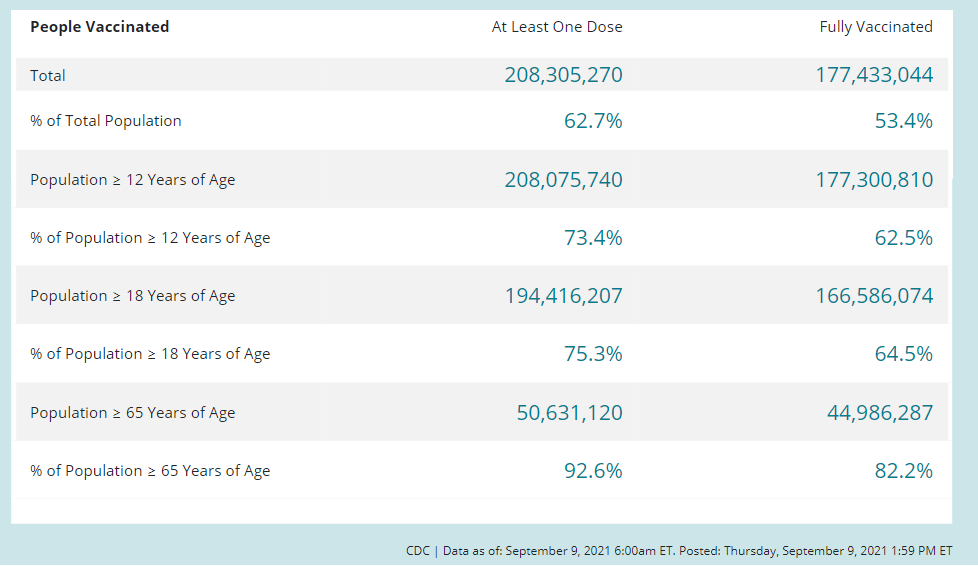 People Vaccinated At Least One Dose Fully Vaccinated
Total 208,305,270 177,433,044
% of Total Population 62.7% 53.4%
Population ≥ 12 Years of Age 208,075,740 177,300,810
% of Population ≥ 12 Years of Age 73.4% 62.5%
Population ≥ 18 Years of Age 194,416,207 166,586,074
% of Population ≥ 18 Years of Age 75.3% 64.5%
Population ≥ 65 Years of Age 50,631,120 44,986,287
% of Population ≥ 65 Years of Age 92.6% 82.2%
CDC | Data as of: September 9, 2021 6:00am ET. Posted: Thursday, September 9, 2021 1:59 PM ET